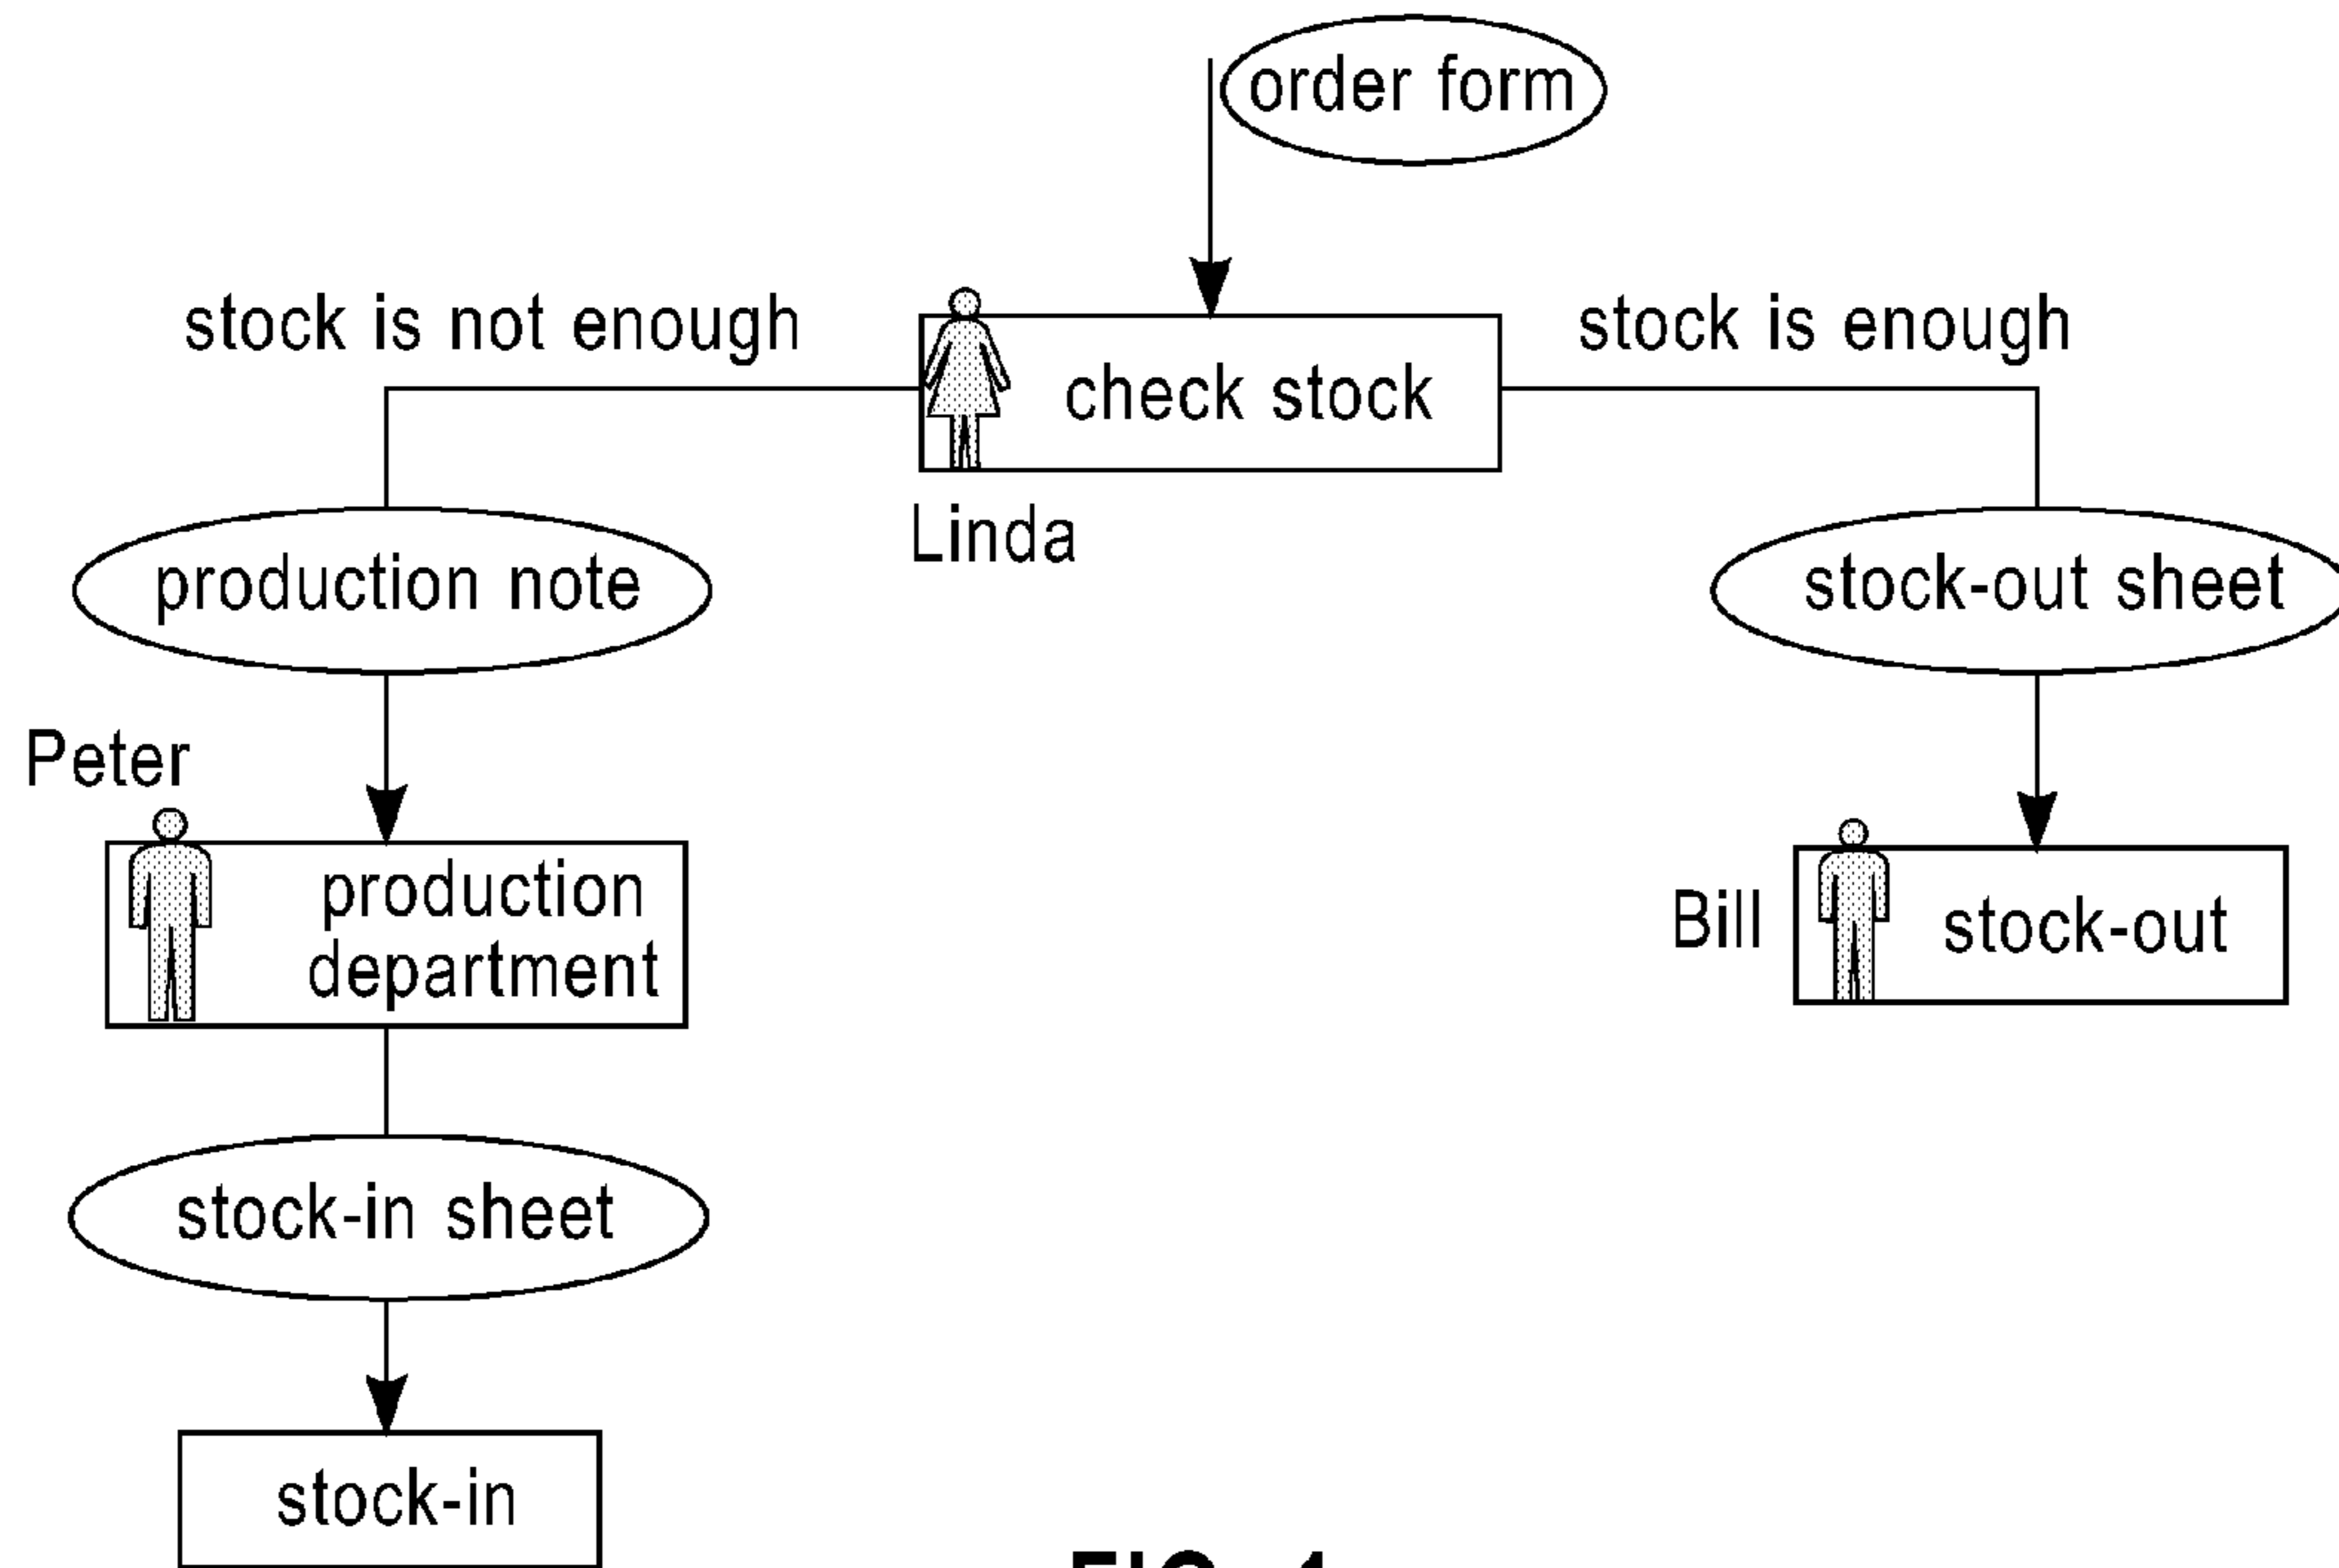 order form
stock is not enough
stock is enough
check stock
Linda
production note
stock-out sheet
Peter
production
department
Bill
stock-out
stock-in sheet
stock-in